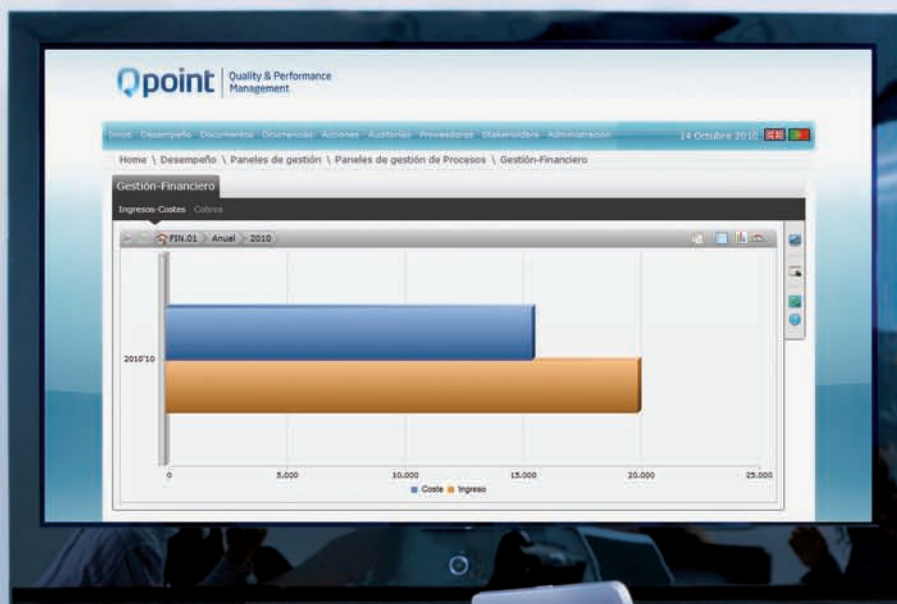 Qpoint Quality & Performance Management
Inicio Desempeño Documentos Ocurrencias Acciones Auditorías Proveedores Stakeholders Administración 14 Octubre 2010
Home \ Desempeño \ Paneles de gestión \ Paneles de gestión de Procesos \ Gestión-Financiero
Gestión-Financiero
Ingresos-Costes Cobros
FIN.01 Anual 2010
2010'10
0 5.000 10.000 15.000 20.000 25.000
Coste Ingreso